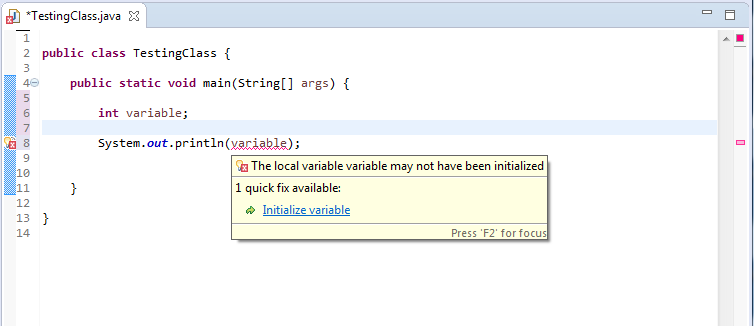 *TestingClass.java
1
2 public class TestingClass {
3
4 public static void main(String[] args) {
5
6 int variable;
7
8 System.out.println(variable);
9
10
11 }
12
13 }
14
The local variable variable may not have been initialized
1 quick fix available:
Initialize variable
Press 'F2' for focus